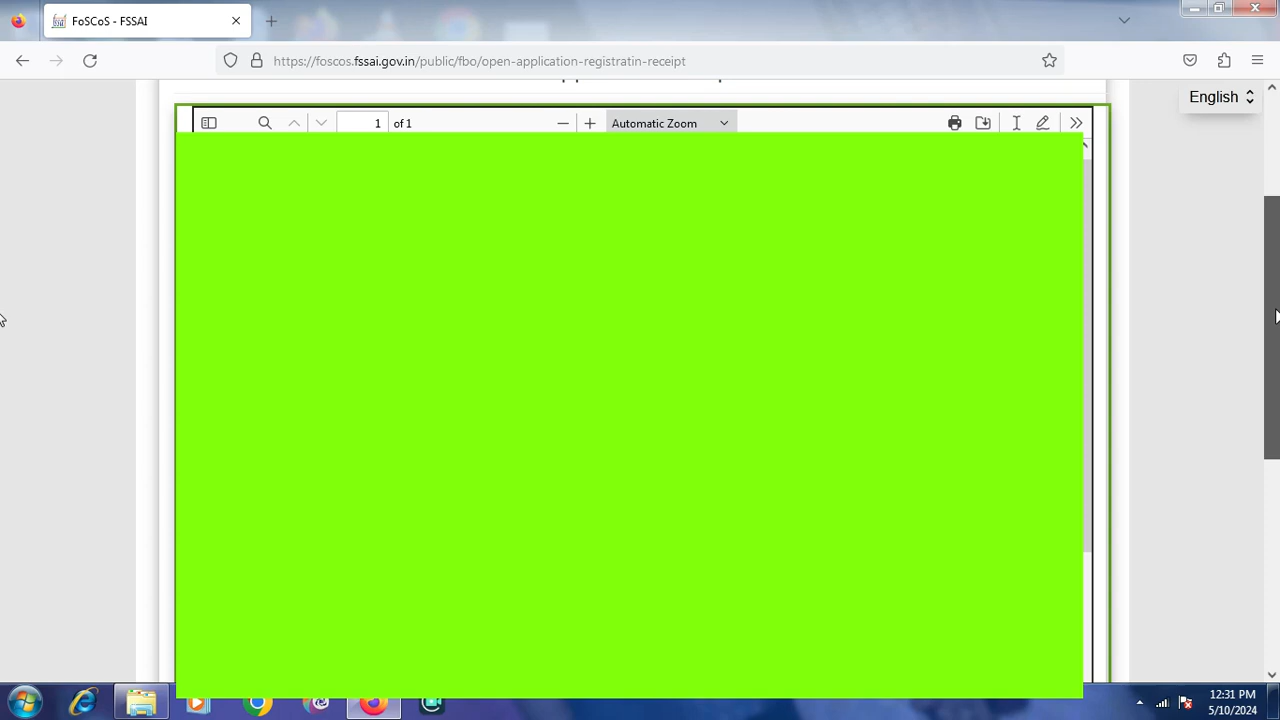 FoSCoS - FSSAI
https://foscos.fssai.gov.in/public/fbo/open-application-registratin-receipt
English
1 of 1
Automatic Zoom
12:31 PM
5/10/2024